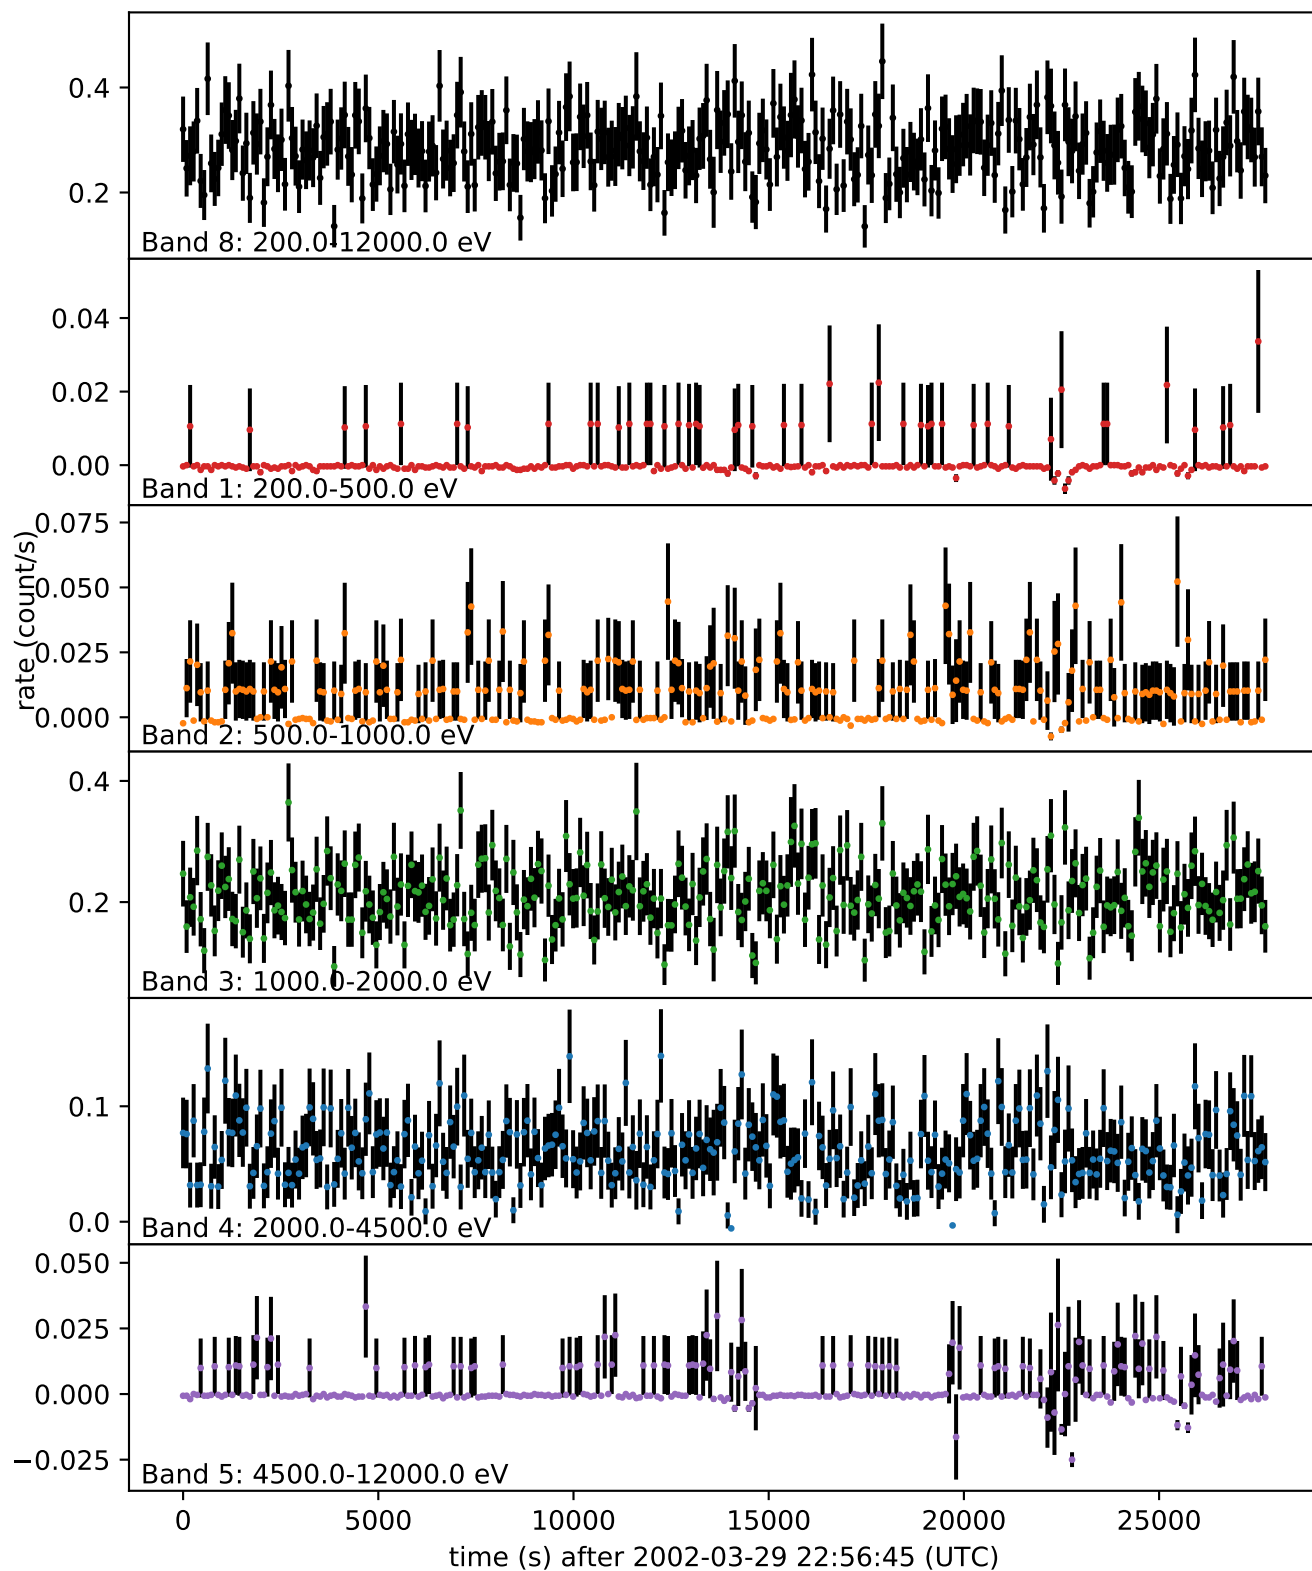 0.4
0.2
Band 8: 200.0-12000.0 eV
0.04
0.02
0.00
Band 1: 200.0-500.0 eV
rate (count/s)
0.075
0.050
0.025
0.000
Band 2: 500.0-1000.0 eV
0.4
0.2
Band 3: 1000.0-2000.0 eV
0.1
0.0
Band 4: 2000.0-4500.0 eV
0.050
0.025
0.000
−0.025
Band 5: 4500.0-12000.0 eV
0 5000 10000 15000 20000 25000
time (s) after 2002-03-29 22:56:45 (UTC)